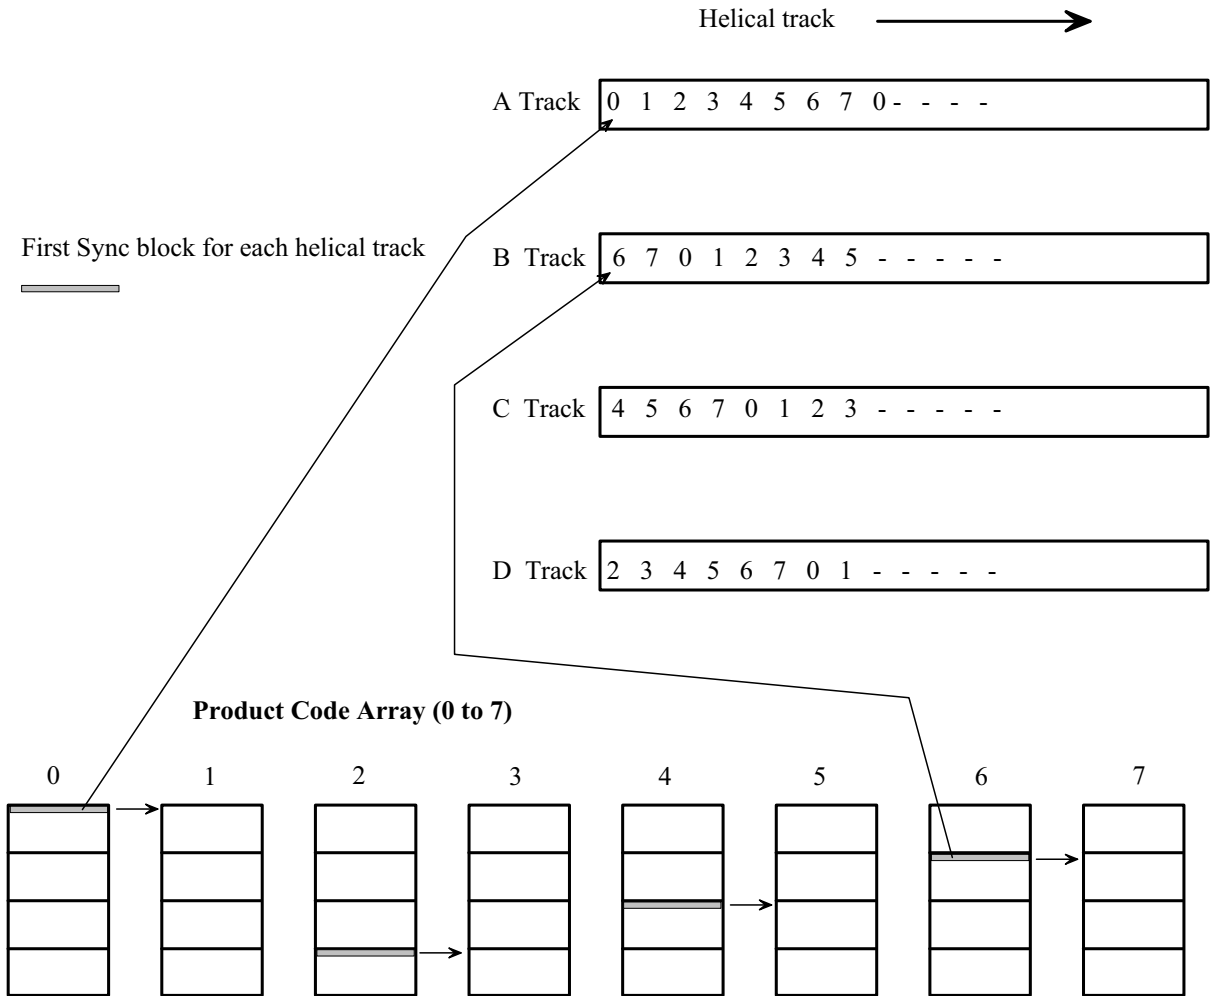 Helical track
A Track 0 1 2 3 4 5 6 7 0 - - - -
First Sync block for each helical track
B Track 6 7 0 1 2 3 4 5 - - - - -
C Track 4 5 6 7 0 1 2 3 - - - - -
D Track 2 3 4 5 6 7 0 1 - - - - -
Product Code Array (0 to 7)
0 1 2 3 4 5 6 7